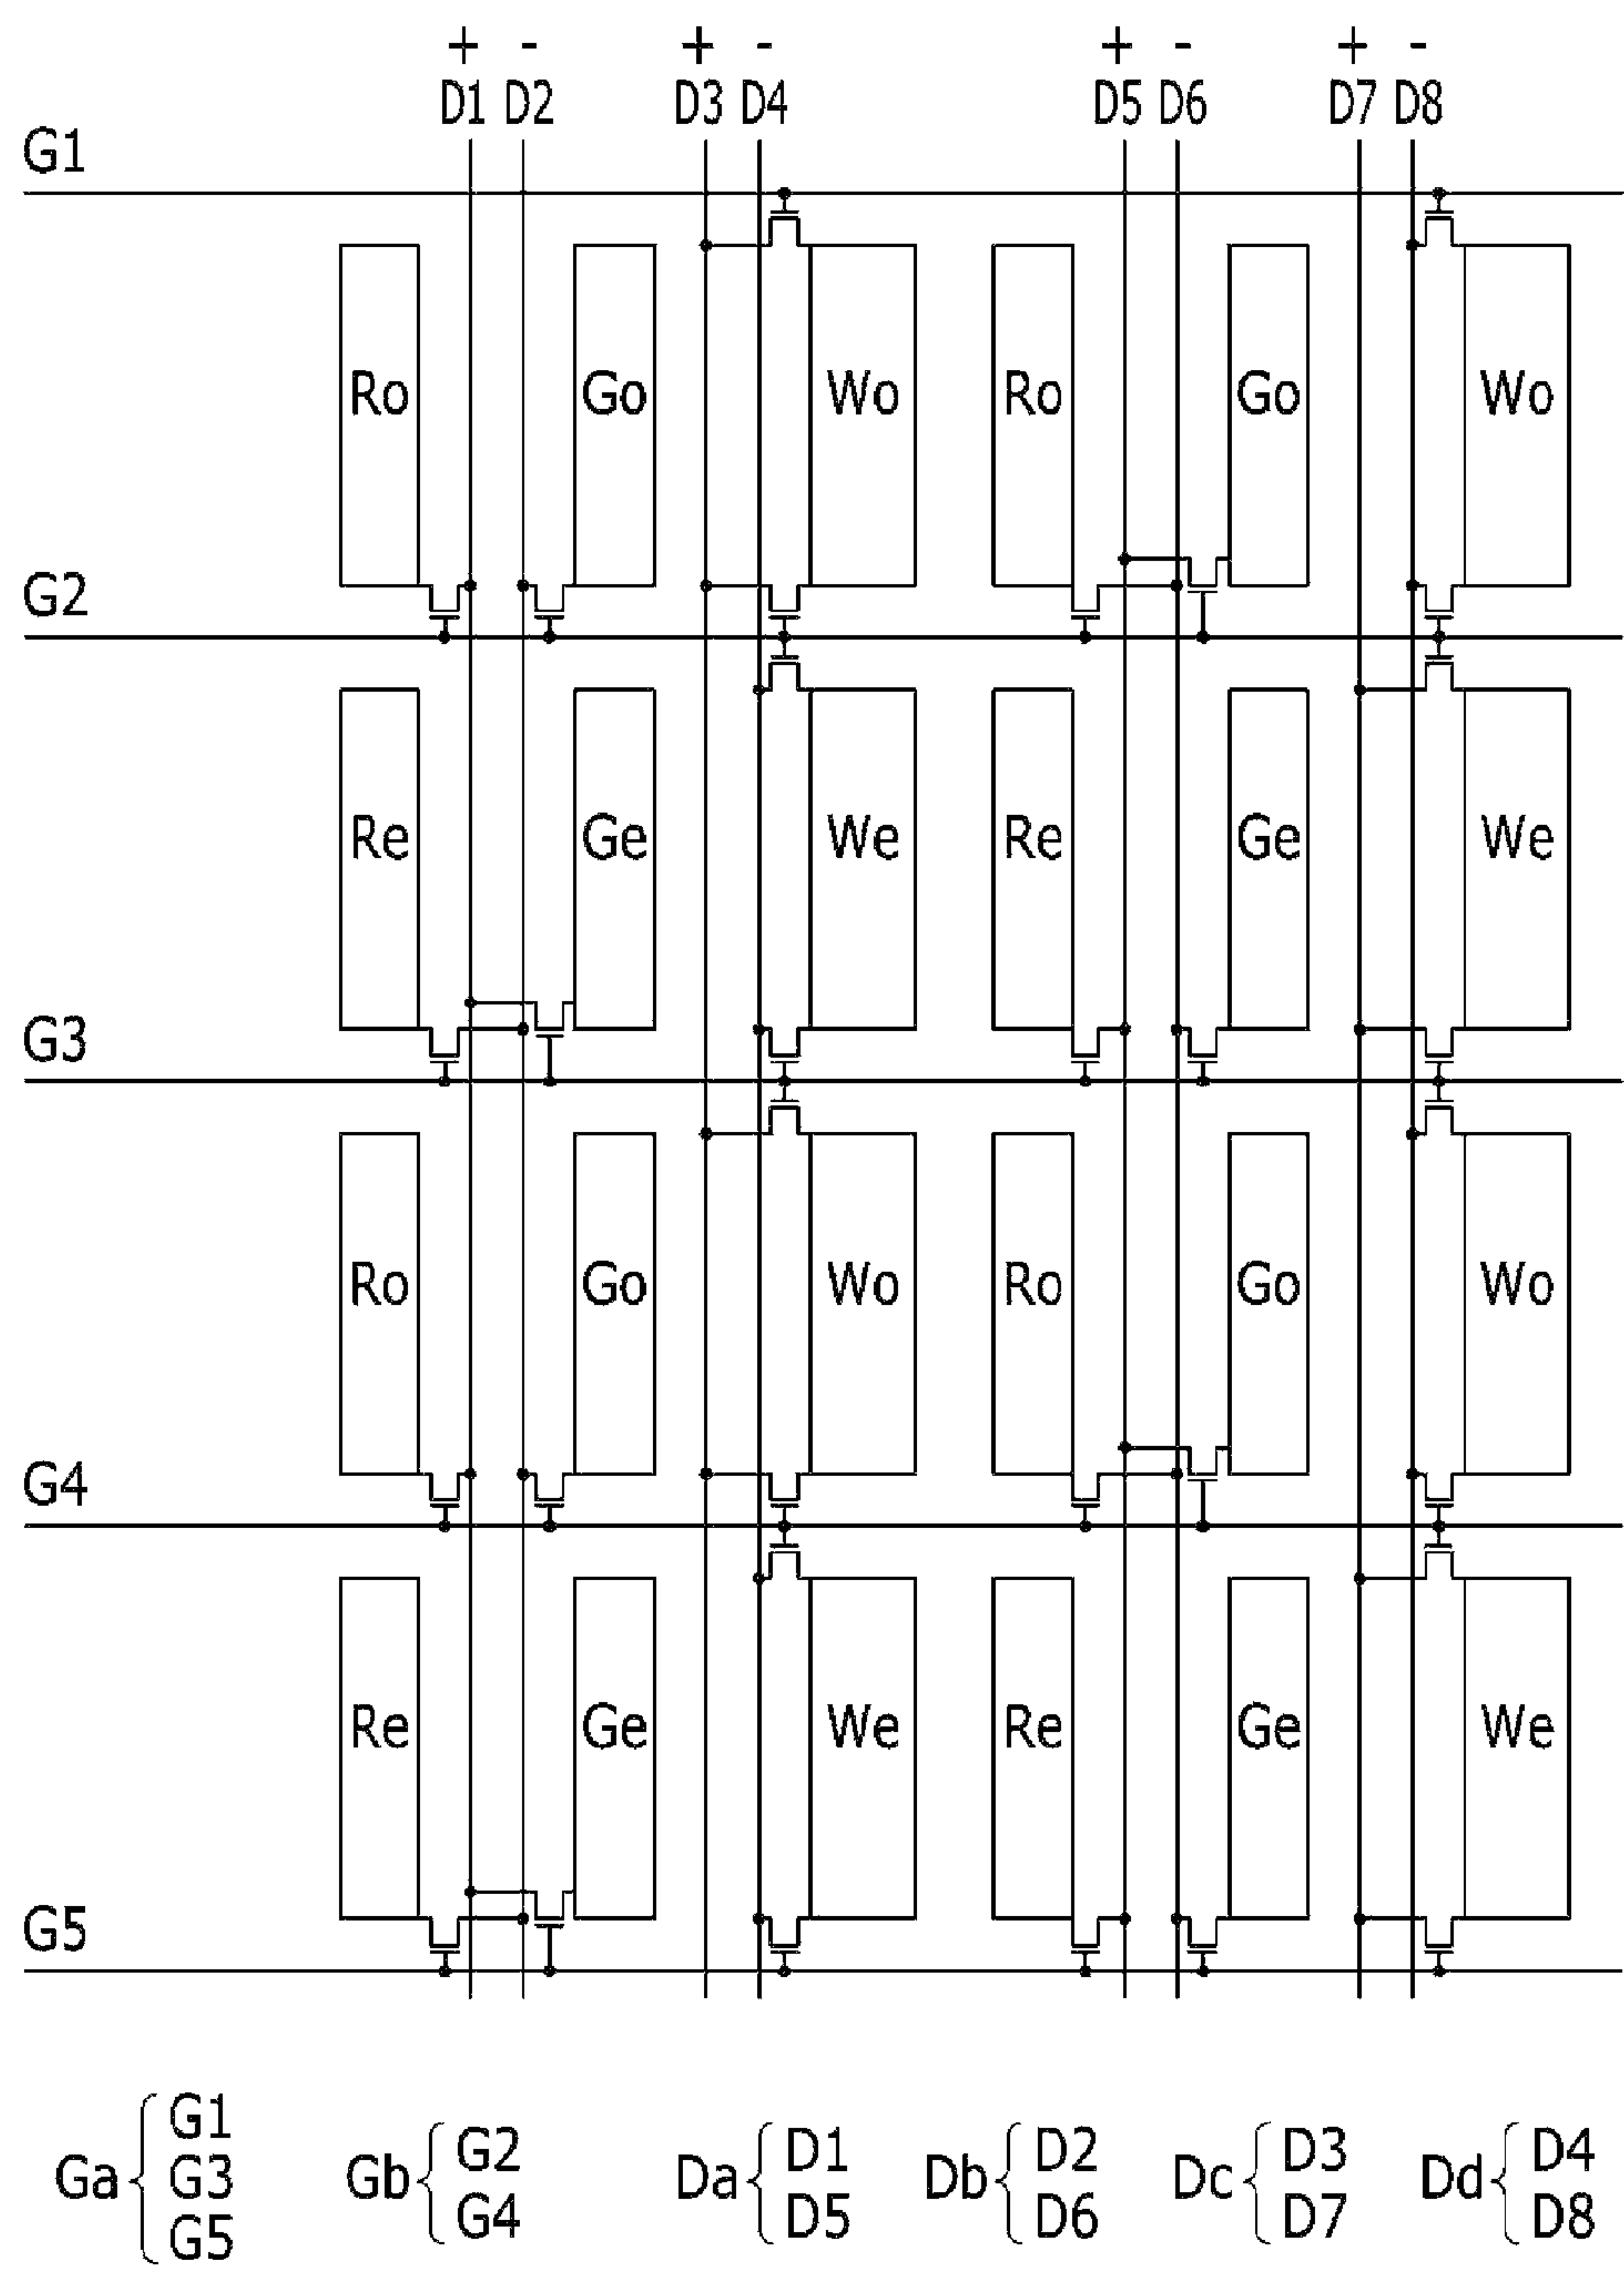 + - + - + - + -
D1 D2 D3 D4 D5 D6 D7 D8
G1
Ro Go Wo Ro Go Wo
G2
Re Ge We Re Ge We
G3
Ro Go Wo Ro Go Wo
G4
Re Ge We Re Ge We
G5
Ga { G1 G3 G5
Gb { G2 G4
Da { D1 D5
Db { D2 D6
Dc { D3 D7
Dd { D4 D8